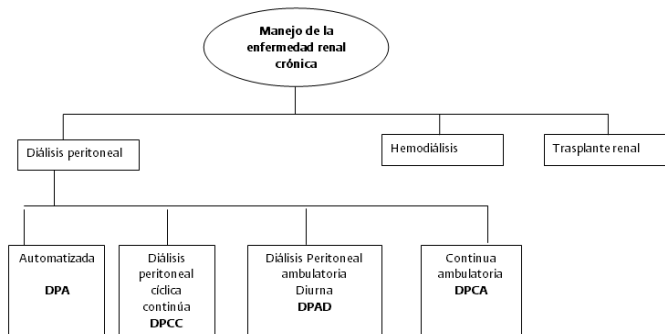 Manejo de la
enfermedad renal
crónica
Diálisis peritoneal
Hemodiálisis
Trasplante renal
Automatizada
DPA
Diálisis
peritoneal
cíclica
continúa
DPCC
Diálisis Peritoneal
ambulatoria
Diurna
DPAD
Continua
ambulatoria
DPCA